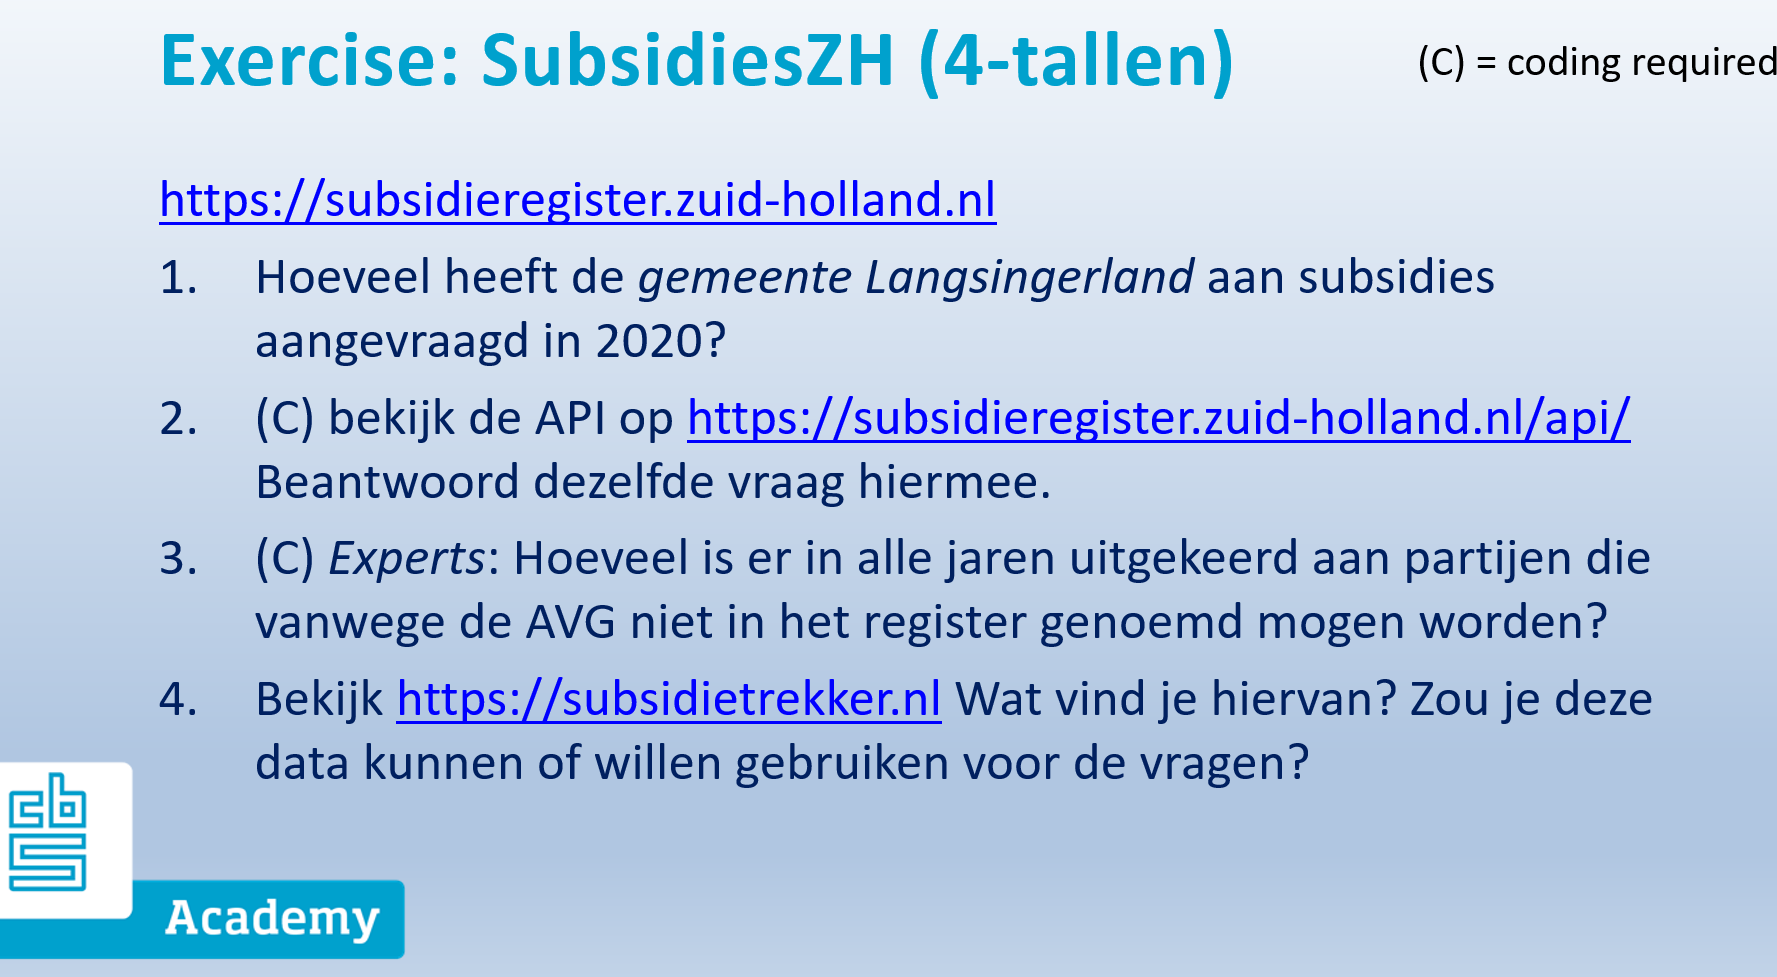 Exercise: SubsidiesZH (4-tallen)
(C) = coding required
https://subsidieregister.zuid-holland.nl
1. Hoeveel heeft de gemeente Langsingerland aan subsidies
aangevraagd in 2020?
2. (C) bekijk de API op https://subsidieregister.zuid-holland.nl/api/
Beantwoord dezelfde vraag hiermee.
3. (C) Experts: Hoeveel is er in alle jaren uitgekeerd aan partijen die
vanwege de AVG niet in het register genoemd mogen worden?
4. Bekijk https://subsidietrekker.nl Wat vind je hiervan? Zou je deze
data kunnen of willen gebruiken voor de vragen?
cbs
Academy